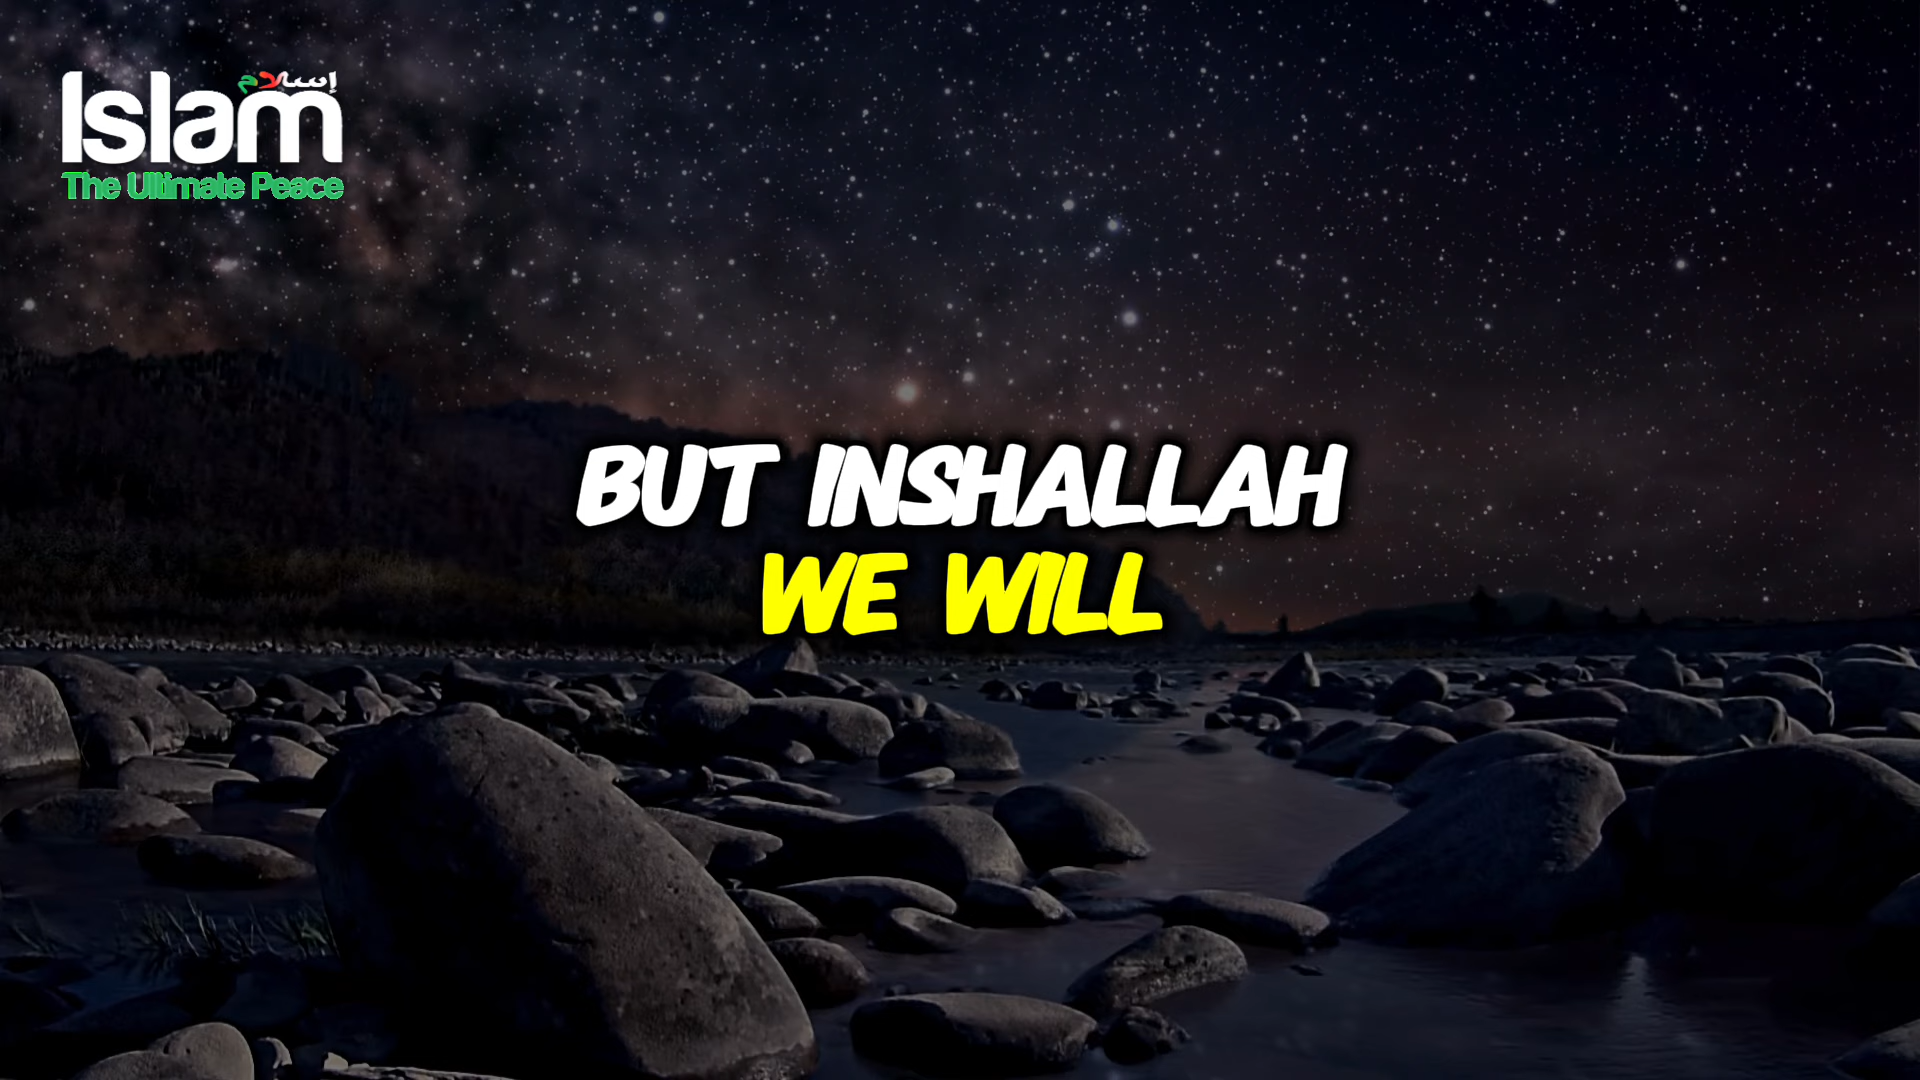 إسلام
Islam
The Ultimate Peace
BUT INSHALLAH
WE WILL